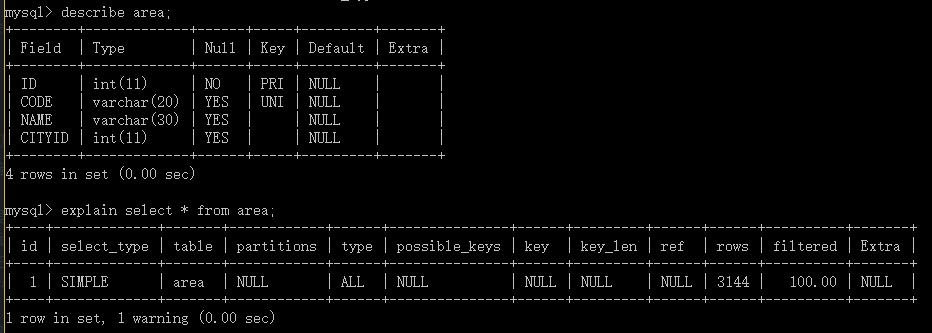 mysql> describe area;
+--------+-------------+------+-----+---------+-------+
| Field  | Type        | Null | Key | Default | Extra |
+--------+-------------+------+-----+---------+-------+
| ID     | int(11)     | NO   | PRI | NULL    |       |
| CODE   | varchar(20) | YES  | UNI | NULL    |       |
| NAME   | varchar(30) | YES  |     | NULL    |       |
| CITYID | int(11)     | YES  |     | NULL    |       |
+--------+-------------+------+-----+---------+-------+
4 rows in set (0.00 sec)
mysql> explain select * from area;
+----+-------------+-------+------------+------+---------------+------+---------+------+------+----------+-------+
| id | select_type | table | partitions | type | possible_keys | key  | key_len | ref  | rows | filtered | Extra |
+----+-------------+-------+------------+------+---------------+------+---------+------+------+----------+-------+
|  1 | SIMPLE      | area  | NULL       | ALL  | NULL          | NULL | NULL    | NULL | 3144 |   100.00 | NULL  |
+----+-------------+-------+------------+------+---------------+------+---------+------+------+----------+-------+
1 row in set, 1 warning (0.00 sec)